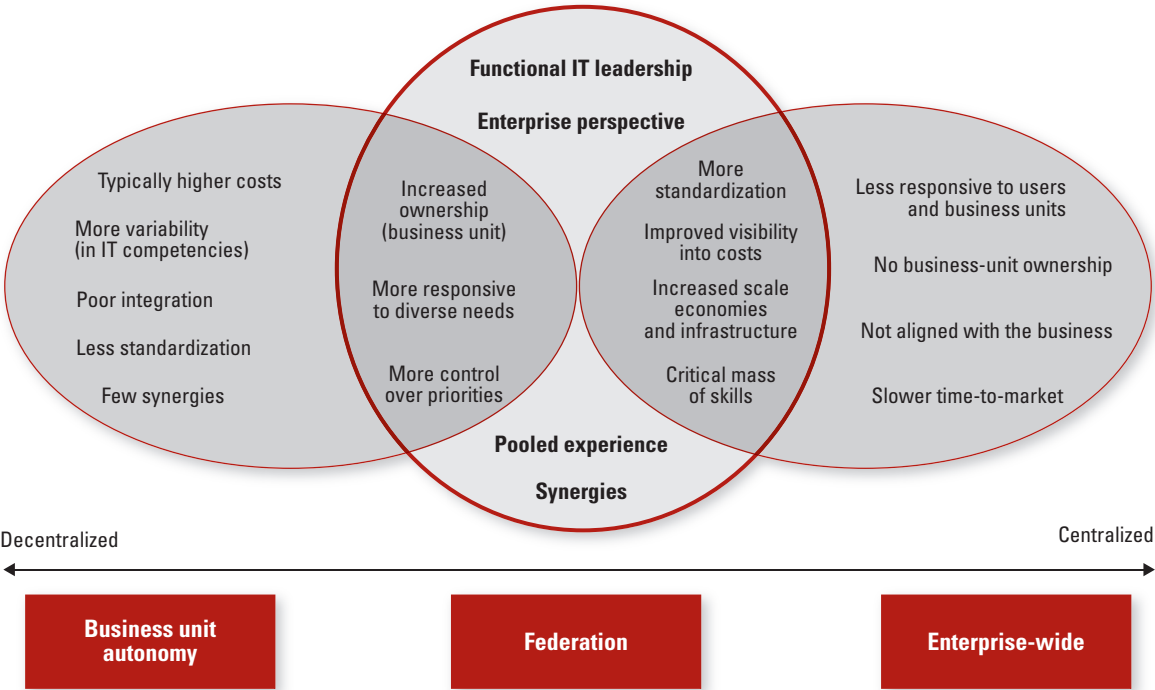 Functional IT leadership
Enterprise perspective
Typically higher costs
More variability
(in IT competencies)
Poor integration
Less standardization
Few synergies
Increased
ownership
(business unit)
More responsive
to diverse needs
More control
over priorities
More
standardization
Improved visibility
into costs
Increased scale
economies
and infrastructure
Critical mass
of skills
Less responsive to users
and business units
No business-unit ownership
Not aligned with the business
Slower time-to-market
Pooled experience
Synergies
Decentralized
Centralized
Business unit
autonomy
Federation
Enterprise-wide